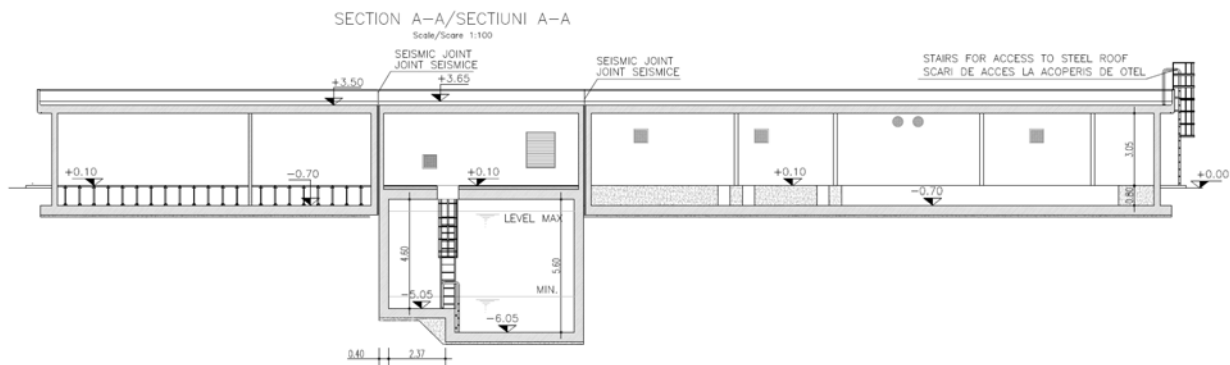 SECTION A-A/SECTIUNI A-A
Scale/Scare 1:100
SEISMIC JOINT
JOINT SEISMICE
SEISMIC JOINT
JOINT SEISMICE
STAIRS FOR ACCESS TO STEEL ROOF
SCARI DE ACCES LA ACOPERIS DE OTEL
+3.50
+3.65
+0.10
-0.70
+0.10
+0.10
-0.70
3.05
0.80
+0.00
LEVEL MAX
4.60
5.60
MIN.
-5.05
-6.05
0.40
2.37